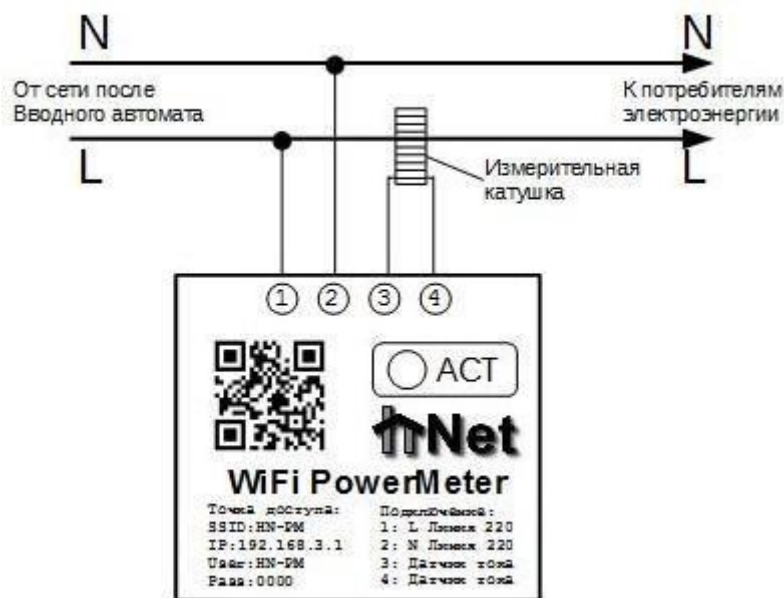 N
N
От сети после
Вводного автомата
К потребителям
электроэнергии
L
L
Измерительная
катушка
1 2 3 4
ACT
hNet
WiFi PowerMeter
Точка доступа:
SSID:HN-PM
IP:192.168.3.1
User:HN-PM
Pass:0000
Подключение:
1: L Линия 220
2: N Линия 220
3: Датчик тока
4: Датчик тока